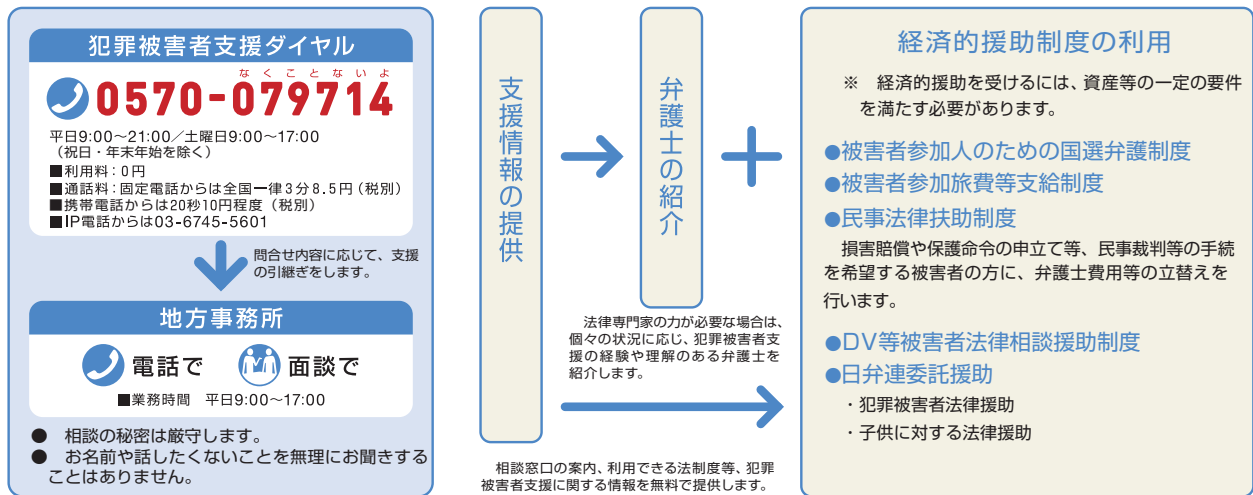 犯罪被害者支援ダイヤル
なくことないよ
0570-079714
平日9:00〜21:00／土曜日9:00〜17:00
（祝日・年末年始を除く）
■利用料：0円
■通話料：固定電話からは全国一律3分8.5円（税別）
■携帯電話からは20秒10円程度（税別）
■IP電話からは03-6745-5601
問合せ内容に応じて、支援
の引継ぎをします。
地方事務所
電話で
面談で
■業務時間　平日9:00〜17:00
●　相談の秘密は厳守します。
●　お名前や話したくないことを無理にお聞きする
ことはありません。
支援情報の提供
相談窓口の案内、利用できる法制度等、犯罪
被害者支援に関する情報を無料で提供します。
弁護士の紹介
法律専門家の力が必要な場合は、
個々の状況に応じ、犯罪被害者支
援の経験や理解のある弁護士を
紹介します。
経済的援助制度の利用
※　経済的援助を受けるには、資産等の一定の要件
を満たす必要があります。
●被害者参加人のための国選弁護制度
●被害者参加旅費等支給制度
●民事法律扶助制度
損害賠償や保護命令の申立て等、民事裁判等の手続
を希望する被害者の方に、弁護士費用等の立替えを
行います。
●DV等被害者法律相談援助制度
●日弁連委託援助
・犯罪被害者法律援助
・子供に対する法律援助